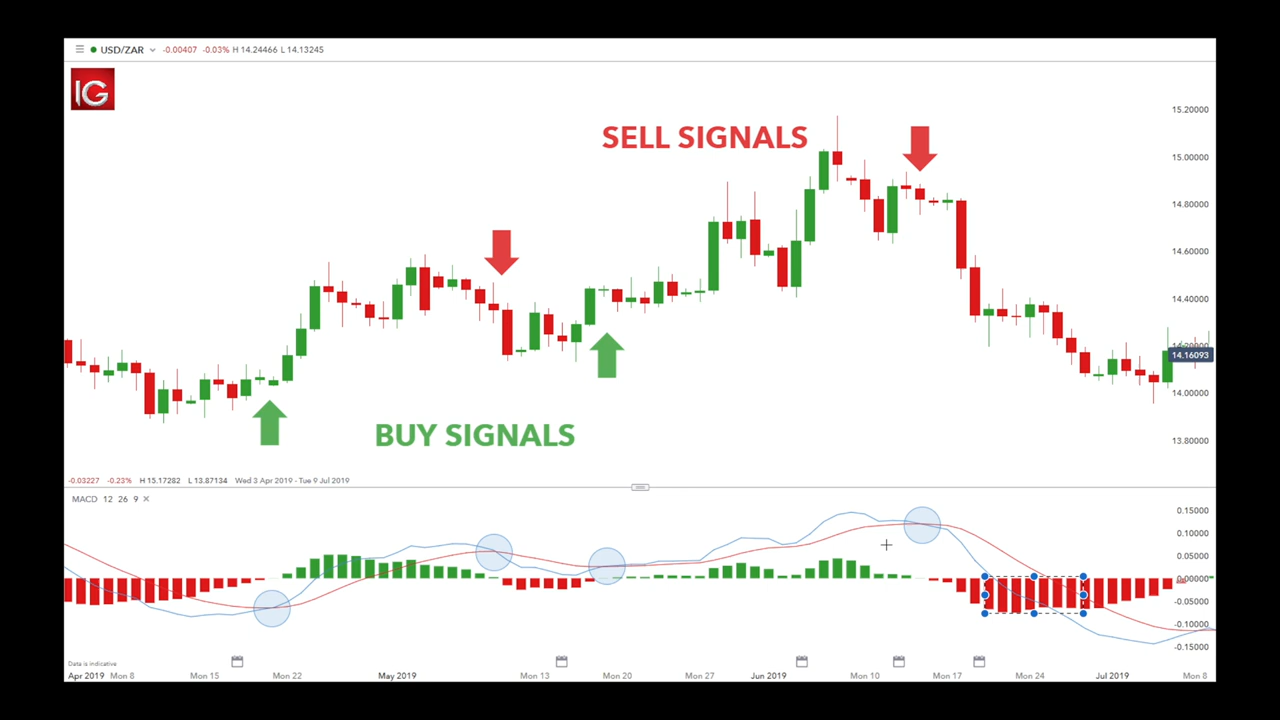 USD/ZAR -0.00407 -0.03% H 14.24466 L 14.13245
IG
SELL SIGNALS
BUY SIGNALS
15.20000
15.00000
14.80000
14.60000
14.40000
14.20000
14.16093
14.00000
13.80000
-0.03227 -0.23% H 15.17282 L 13.87134 Wed 3 Apr 2019 - Tue 9 Jul 2019
MACD 12 26 9 ×
0.15000
0.10000
0.05000
0.00000
-0.05000
-0.10000
-0.15000
Data is indicative
Apr 2019 Mon 8 Mon 15 Mon 22 May 2019 Mon 13 Mon 20 Mon 27 Jun 2019 Mon 10 Mon 17 Mon 24 Jul 2019 Mon 8